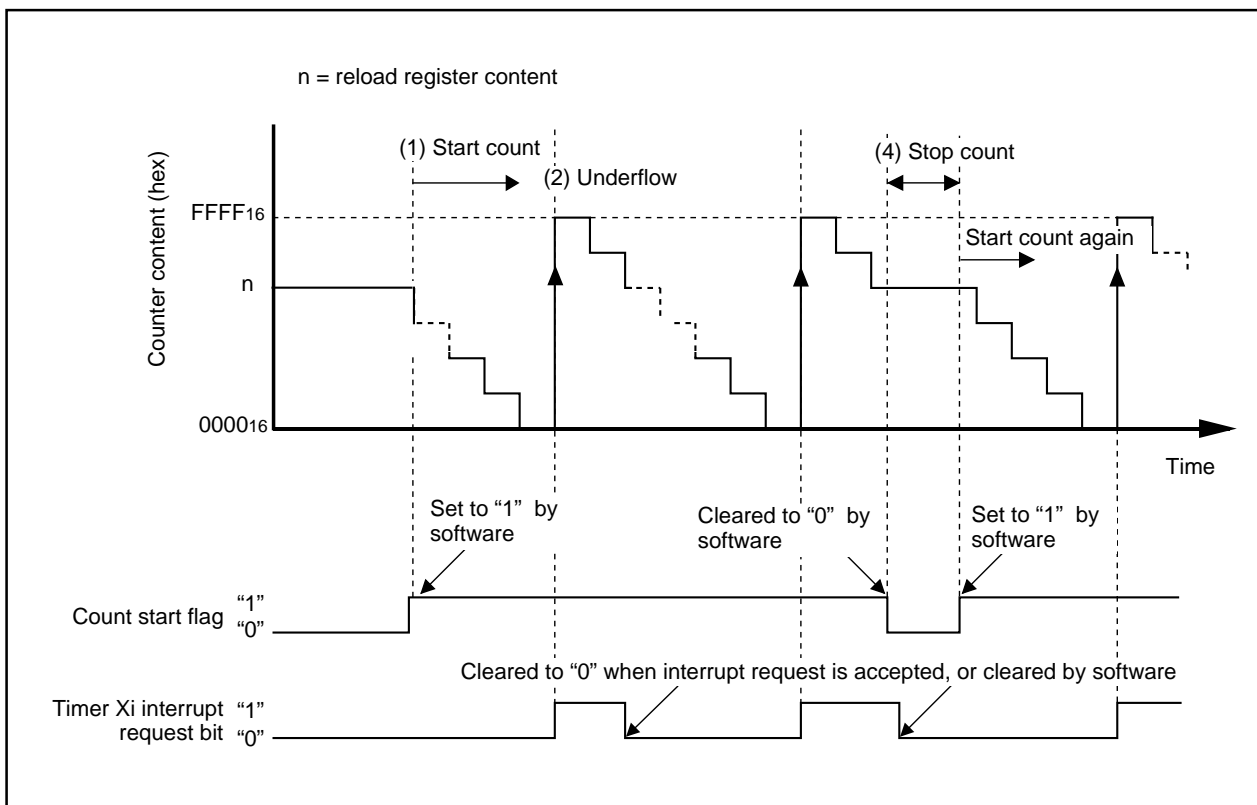 n = reload register content
(1) Start count
(4) Stop count
(2) Underflow
FFFF16
Start count again
n
Counter content (hex)
000016
Time
Set to “1” by
software
Cleared to “0” by
software
Set to “1” by
software
Count start flag
“1”
“0”
Cleared to “0” when interrupt request is accepted, or cleared by software
Timer Xi interrupt
request bit
“1”
“0”